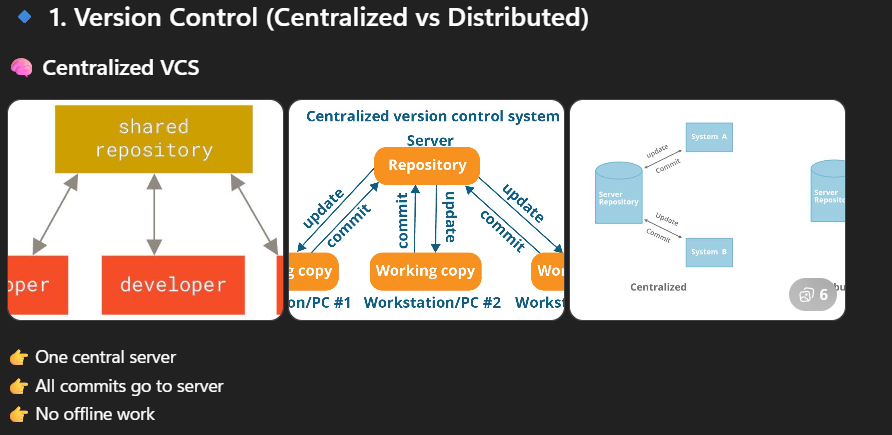 1. Version Control (Centralized vs Distributed)
Centralized VCS
shared
repository
oper
developer
Centralized version control system
Server
Repository
update
commit
commit
update
update
commit
g copy
Working copy
Wor
on/PC #1
Workstation/PC #2
Workst
System A
update
Commit
Server
Repository
Update
Commit
System B
Centralized
Server
Reposito
bu
6
👉 One central server
👉 All commits go to server
👉 No offline work